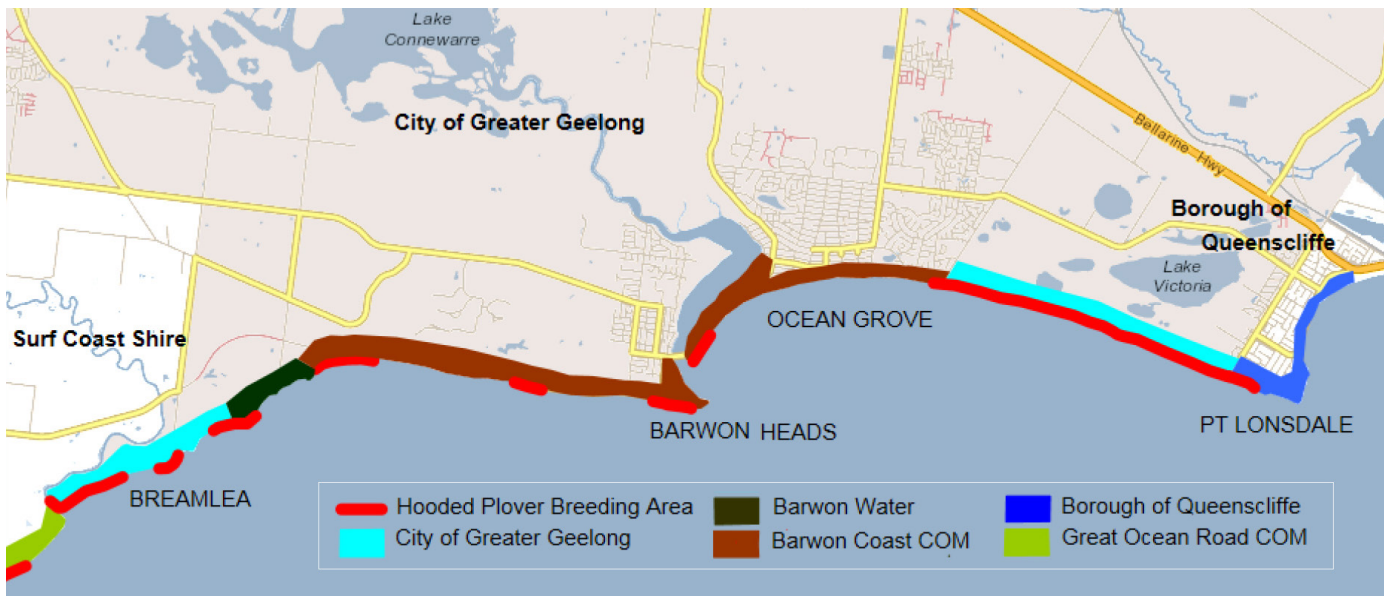 Lake
Connewarre
City of Greater Geelong
Bellarine Hwy
Borough of
Queenscliffe
Lake
Victoria
OCEAN GROVE
Surf Coast Shire
BARWON HEADS
PT LONSDALE
BREAMLEA
Hooded Plover Breeding Area
Barwon Water
Borough of Queenscliffe
City of Greater Geelong
Barwon Coast COM
Great Ocean Road COM